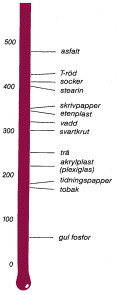 500
asfalt
T-röd
socker
400
stearin
skrivpapper
etenplast
vadd
300
svartkrut
trä
akrylplast
(plexiglas)
200
tidningspapper
tobak
100
gul fosfor
0